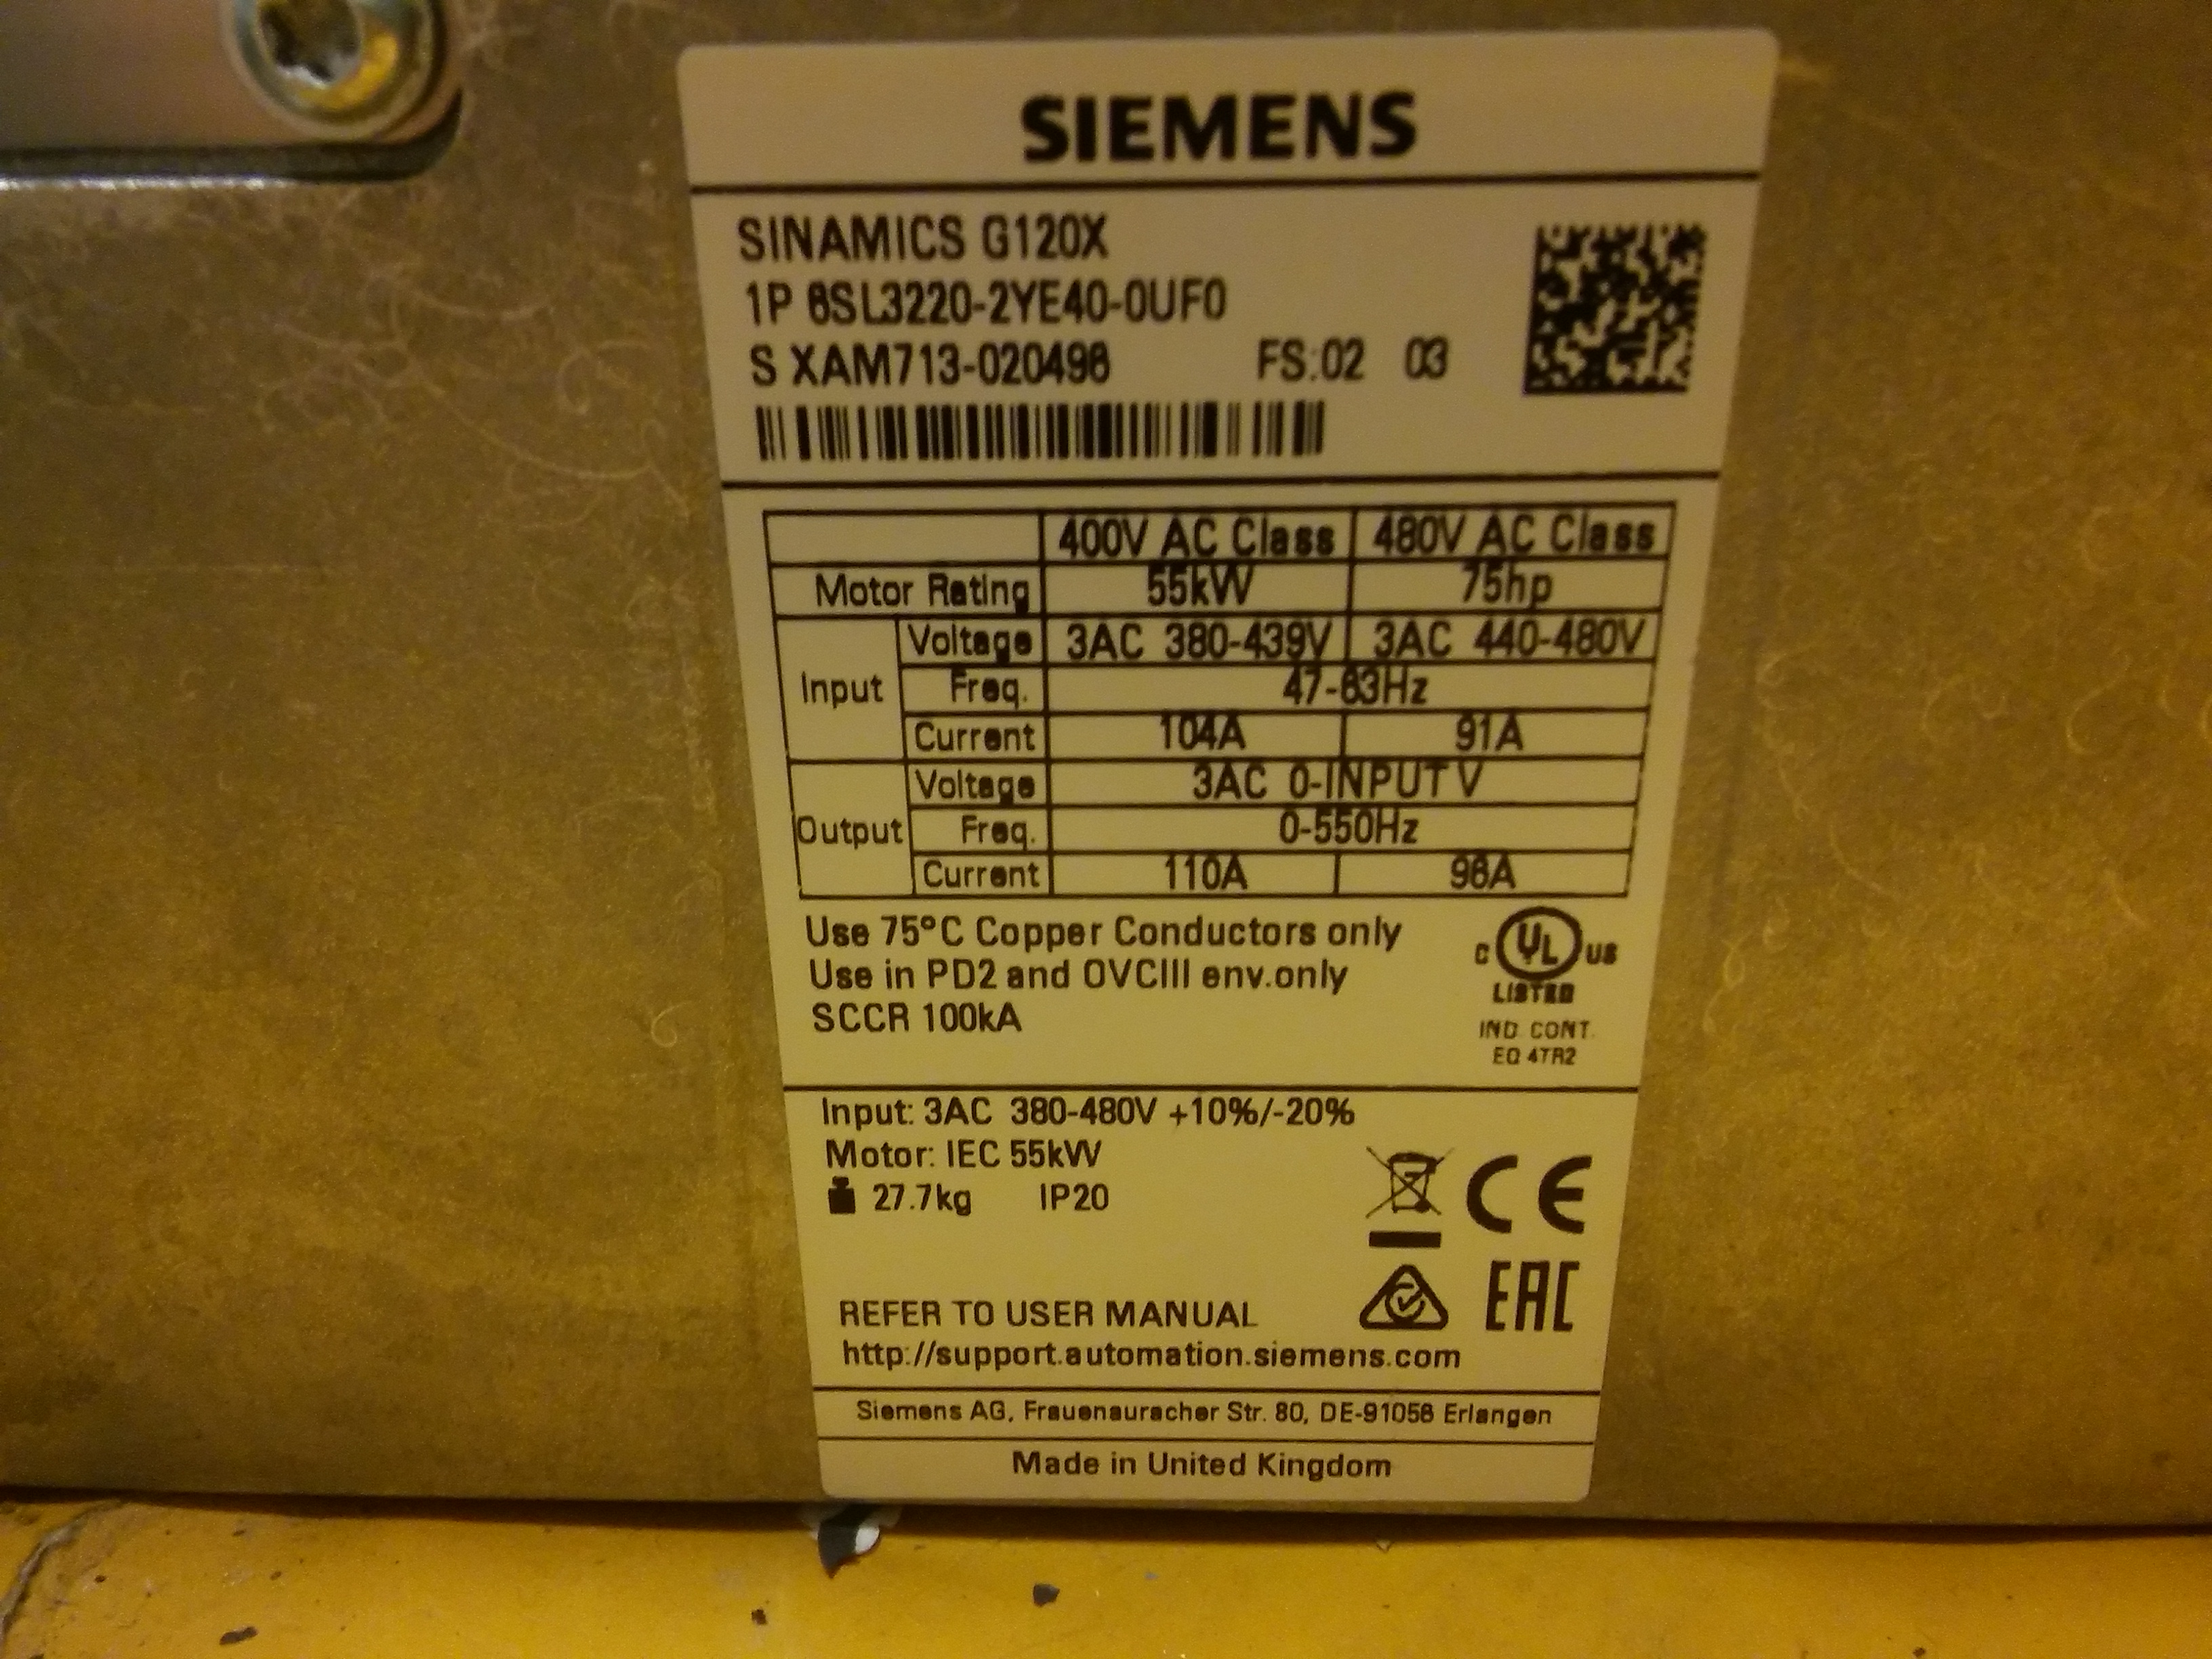 SIEMENS
SINAMICS G120X
1P 6SL3220-2YE40-0UF0
S XAM713-020496 FS:02 03
400V AC Class 480V AC Class
Motor Rating 55kW 75hp
Input Voltage 3AC 380-439V 3AC 440-480V
Freq. 47-63Hz
Current 104A 91A
Output Voltage 3AC 0-INPUT V
Freq. 0-550Hz
Current 110A 96A
Use 75°C Copper Conductors only
Use in PD2 and OVCIII env.only
SCCR 100kA
C UL US
LISTED
IND. CONT.
EQ 4TR2
Input: 3AC 380-480V +10%/-20%
Motor: IEC 55kW
27.7kg IP20
CE
EAC
REFER TO USER MANUAL
http://support.automation.siemens.com
Siemens AG, Frauenauracher Str. 80, DE-91056 Erlangen
Made in United Kingdom